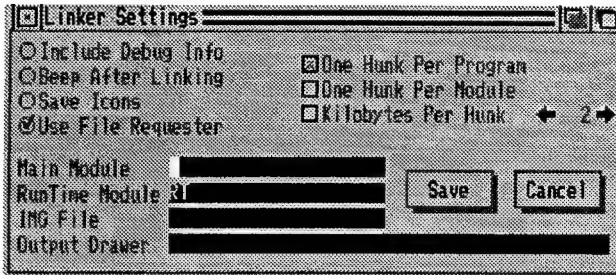 Linker Settings
Include Debug Info
Beep After Linking
Save Icons
Use File Requester
One Hunk Per Program
One Hunk Per Module
Kilobytes Per Hunk 2
Main Module
RunTime Module RT
IMG File
Output Drawer
Save
Cancel